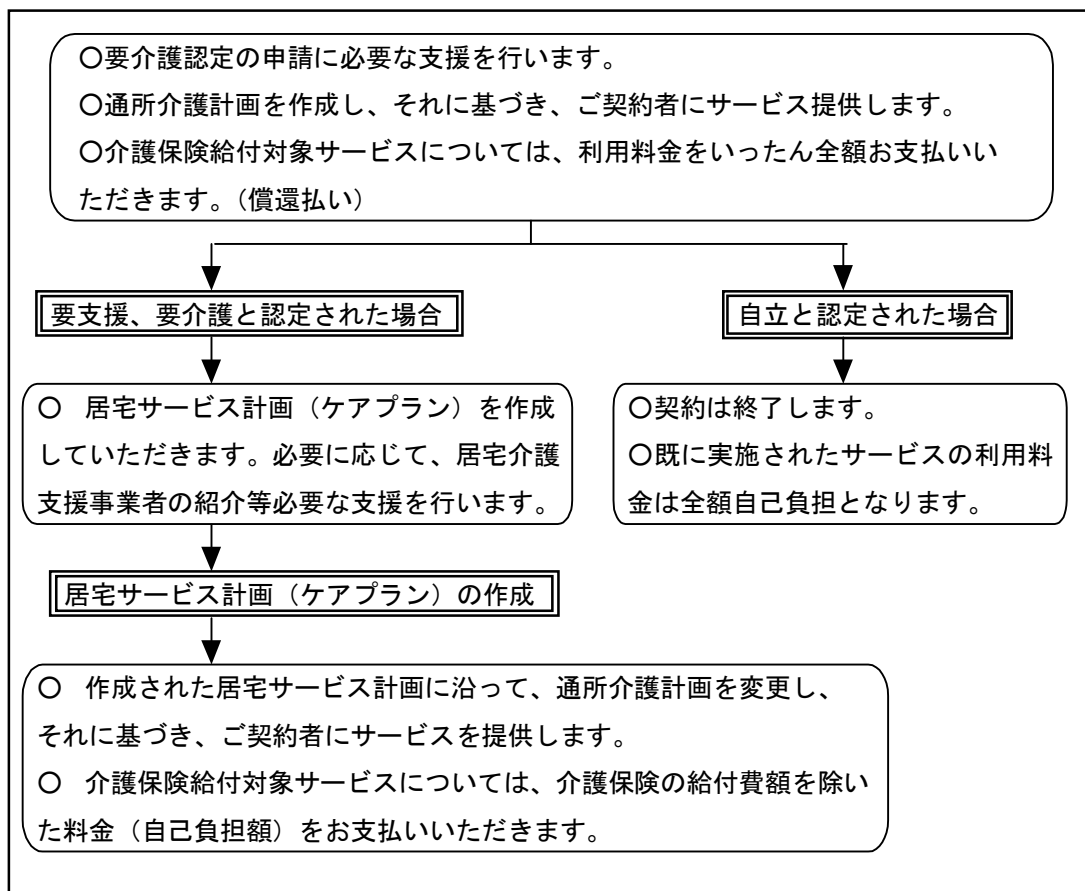 〇要介護認定の申請に必要な支援を行います。
〇通所介護計画を作成し、それに基づき、ご契約者にサービス提供します。
〇介護保険給付対象サービスについては、利用料金をいったん全額お支払いい
ただきます。（償還払い）
要支援、要介護と認定された場合
自立と認定された場合
〇　居宅サービス計画（ケアプラン）を作成
していただきます。必要に応じて、居宅介護
支援事業者の紹介等必要な支援を行います。
〇契約は終了します。
〇既に実施されたサービスの利用料
金は全額自己負担となります。
居宅サービス計画（ケアプラン）の作成
〇　作成された居宅サービス計画に沿って、通所介護計画を変更し、
それに基づき、ご契約者にサービスを提供します。
〇　介護保険給付対象サービスについては、介護保険の給付費額を除い
た料金（自己負担額）をお支払いいただきます。